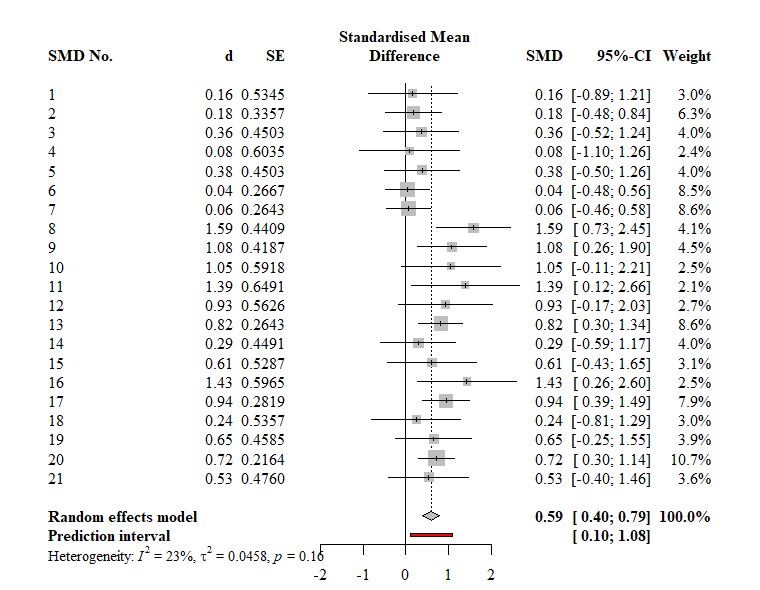 Standardised Mean
SMD No. d SE Difference SMD 95%-CI Weight
1 0.16 0.5345 0.16 [-0.89; 1.21] 3.0%
2 0.18 0.3357 0.18 [-0.48; 0.84] 6.3%
3 0.36 0.4503 0.36 [-0.52; 1.24] 4.0%
4 0.08 0.6035 0.08 [-1.10; 1.26] 2.4%
5 0.38 0.4503 0.38 [-0.50; 1.26] 4.0%
6 0.04 0.2667 0.04 [-0.48; 0.56] 8.5%
7 0.06 0.2643 0.06 [-0.46; 0.58] 8.6%
8 1.59 0.4409 1.59 [ 0.73; 2.45] 4.1%
9 1.08 0.4187 1.08 [ 0.26; 1.90] 4.5%
10 1.05 0.5918 1.05 [-0.11; 2.21] 2.5%
11 1.39 0.6491 1.39 [ 0.12; 2.66] 2.1%
12 0.93 0.5626 0.93 [-0.17; 2.03] 2.7%
13 0.82 0.2643 0.82 [ 0.30; 1.34] 8.6%
14 0.29 0.4491 0.29 [-0.59; 1.17] 4.0%
15 0.61 0.5287 0.61 [-0.43; 1.65] 3.1%
16 1.43 0.5965 1.43 [ 0.26; 2.60] 2.5%
17 0.94 0.2819 0.94 [ 0.39; 1.49] 7.9%
18 0.24 0.5357 0.24 [-0.81; 1.29] 3.0%
19 0.65 0.4585 0.65 [-0.25; 1.55] 3.9%
20 0.72 0.2164 0.72 [ 0.30; 1.14] 10.7%
21 0.53 0.4760 0.53 [-0.40; 1.46] 3.6%
Random effects model 0.59 [ 0.40; 0.79] 100.0%
Prediction interval [ 0.10; 1.08]
Heterogeneity: I² = 23%, τ² = 0.0458, p = 0.16
-2 -1 0 1 2